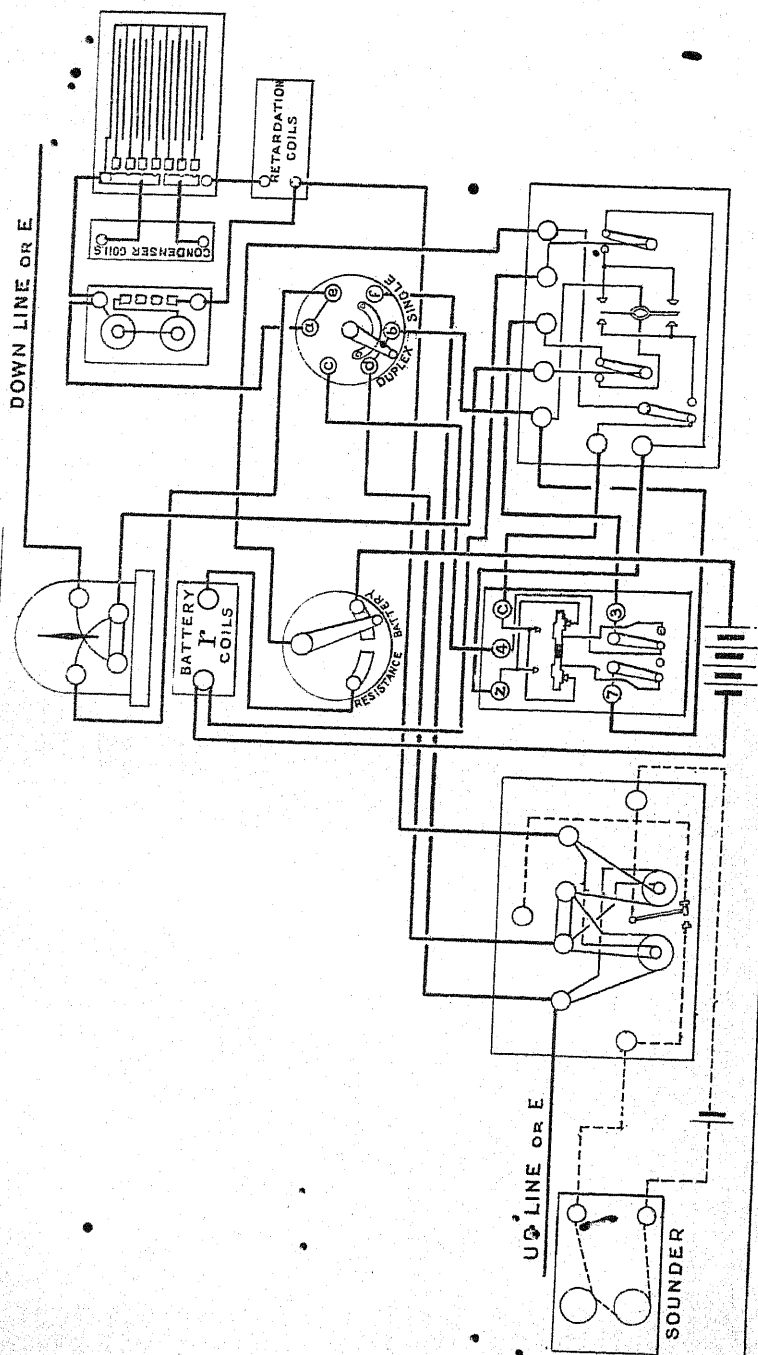 DOWN LINE OR E
CONDENSER COILS
RETARDATION
COILS
a
e
f
b
d
c
SINGLE
DUPLEX
BATTERY
r
COILS
RESISTANCE
BATTERY
C
4
Z
3
7
UP LINE OR E
SOUNDER